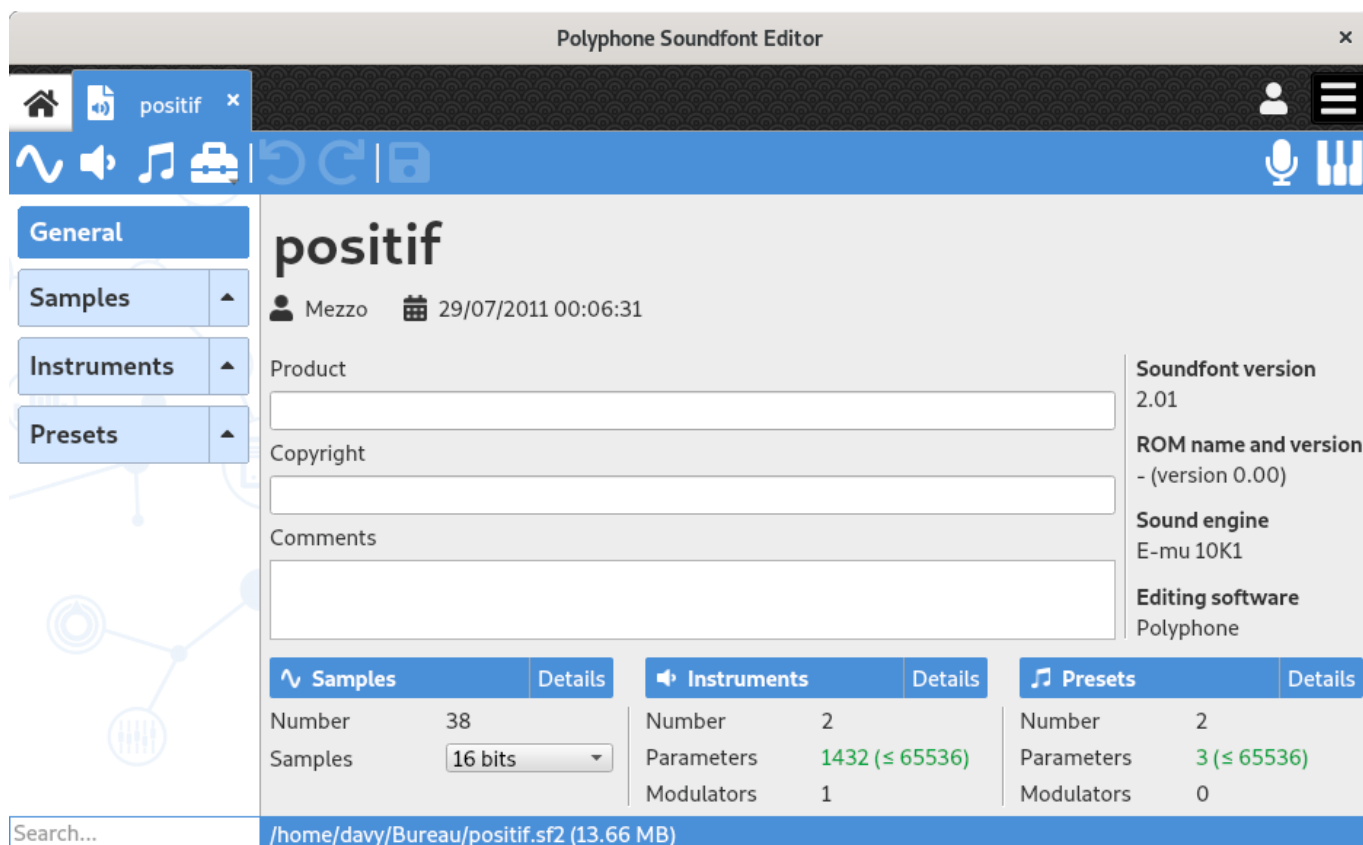 Polyphone Soundfont Editor ×
positif ×
General
Samples
Instruments
Presets
positif
Mezzo 29/07/2011 00:06:31
Product
Copyright
Comments
Soundfont version
2.01
ROM name and version
- (version 0.00)
Sound engine
E-mu 10K1
Editing software
Polyphone
Samples Details
Number 38
Samples 16 bits
Instruments Details
Number 2
Parameters 1432 (≤ 65536)
Modulators 1
Presets Details
Number 2
Parameters 3 (≤ 65536)
Modulators 0
Search...
/home/davy/Bureau/positif.sf2 (13.66 MB)